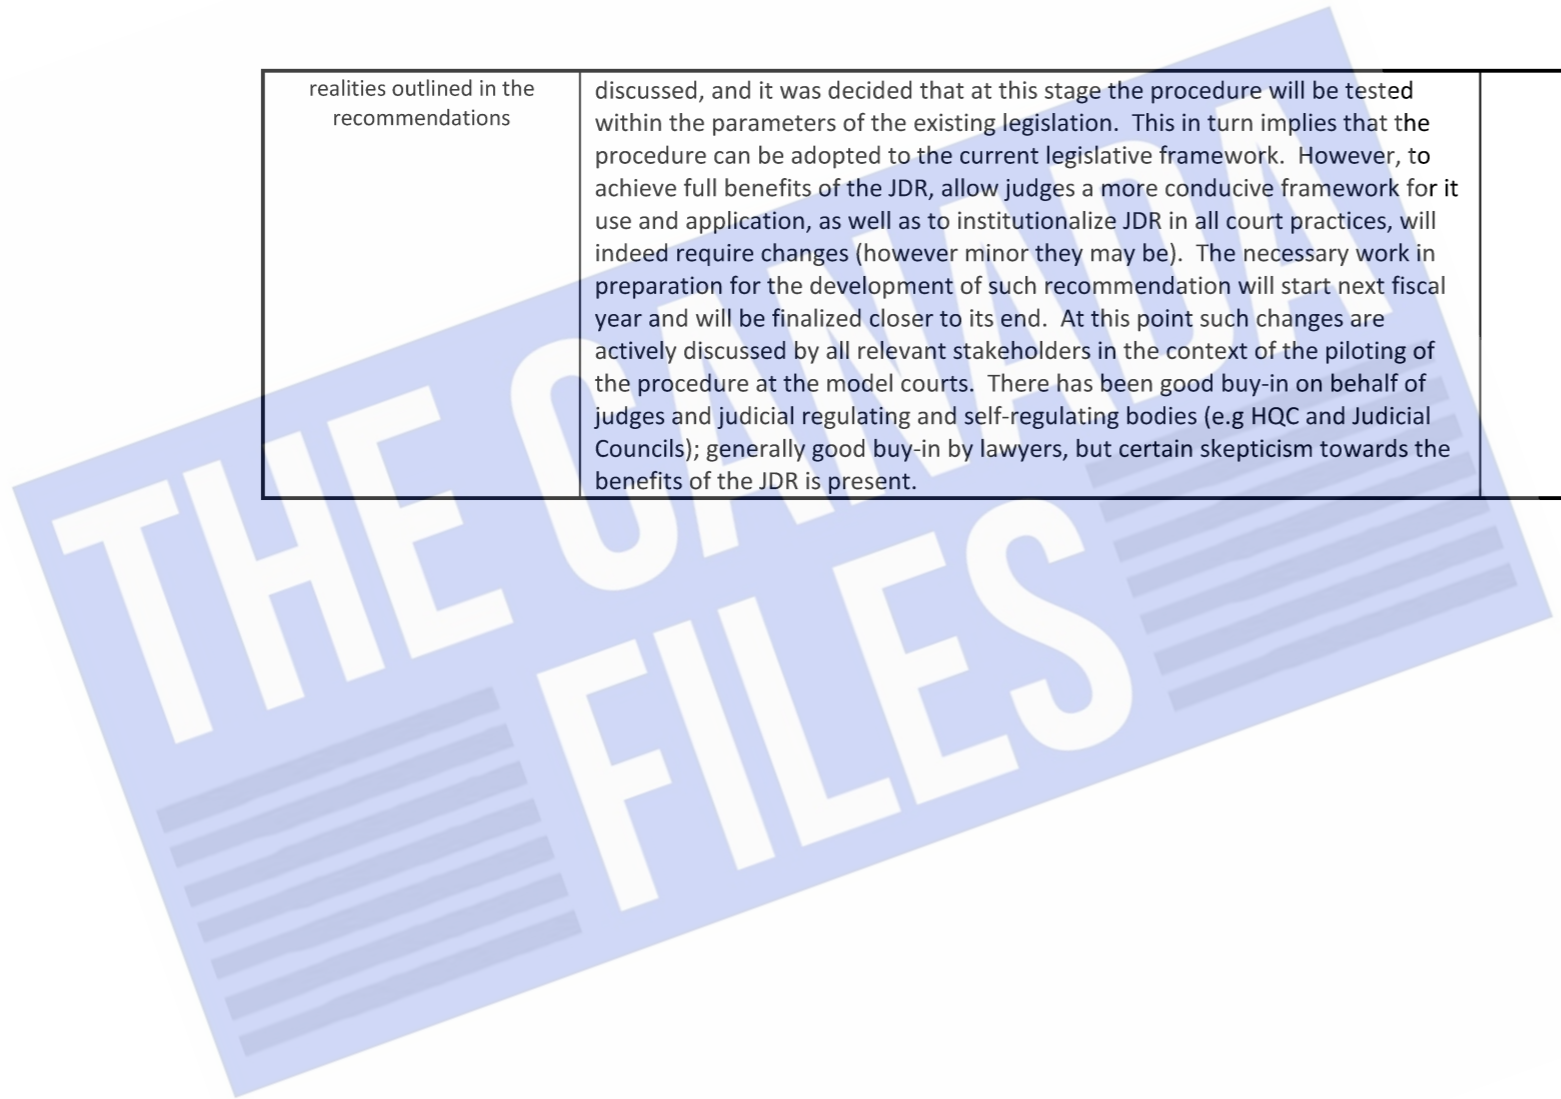 realities outlined in the
recommendations
discussed, and it was decided that at this stage the procedure will be tested
within the parameters of the existing legislation.  This in turn implies that the
procedure can be adopted to the current legislative framework.  However, to
achieve full benefits of the JDR, allow judges a more conducive framework for it
use and application, as well as to institutionalize JDR in all court practices, will
indeed require changes (however minor they may be).  The necessary work in
preparation for the development of such recommendation will start next fiscal
year and will be finalized closer to its end.  At this point such changes are
actively discussed by all relevant stakeholders in the context of the piloting of
the procedure at the model courts.  There has been good buy-in on behalf of
judges and judicial regulating and self-regulating bodies (e.g HQC and Judicial
Councils); generally good buy-in by lawyers, but certain skepticism towards the
benefits of the JDR is present.
THE CANADA
FILES